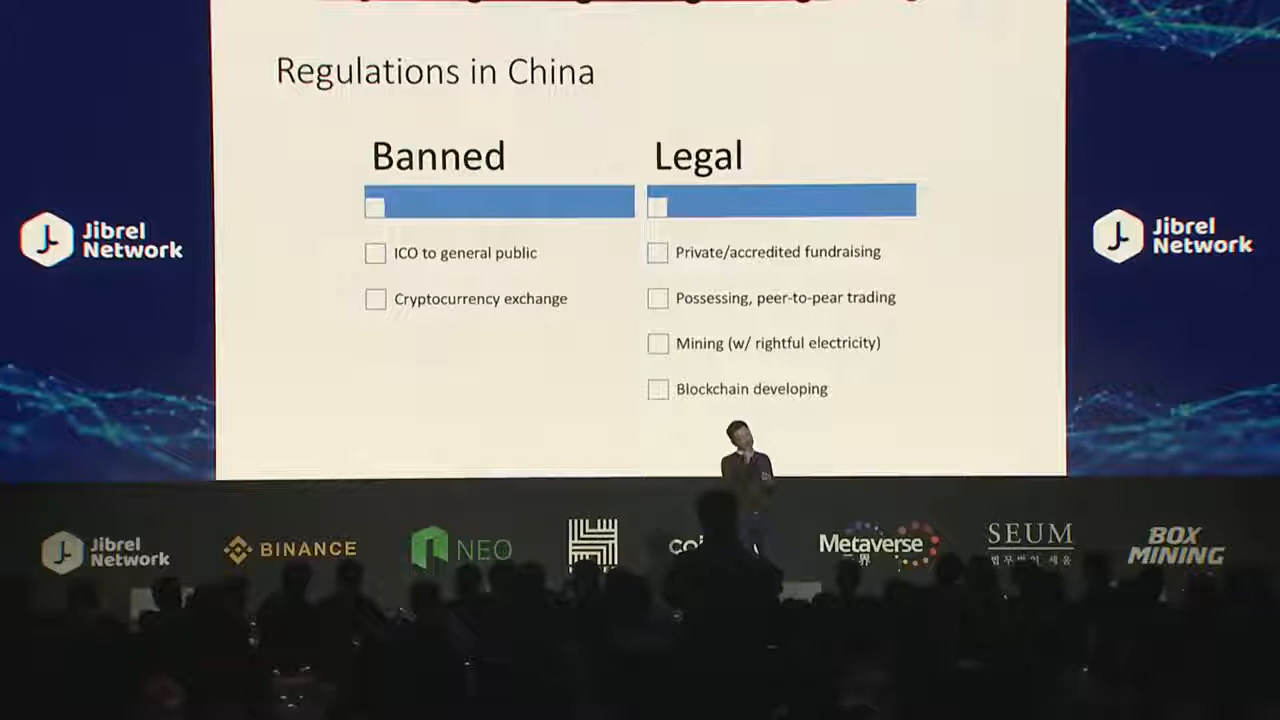 Regulations in China
Banned
Legal
ICO to general public
Cryptocurrency exchange
Private/accredited fundraising
Possessing, peer-to-pear trading
Mining (w/ rightful electricity)
Blockchain developing
Jibrel
Network
Jibrel
Network
Jibrel
Network
BINANCE
NEO
Metaverse
界
SEUM
BOX
MINING